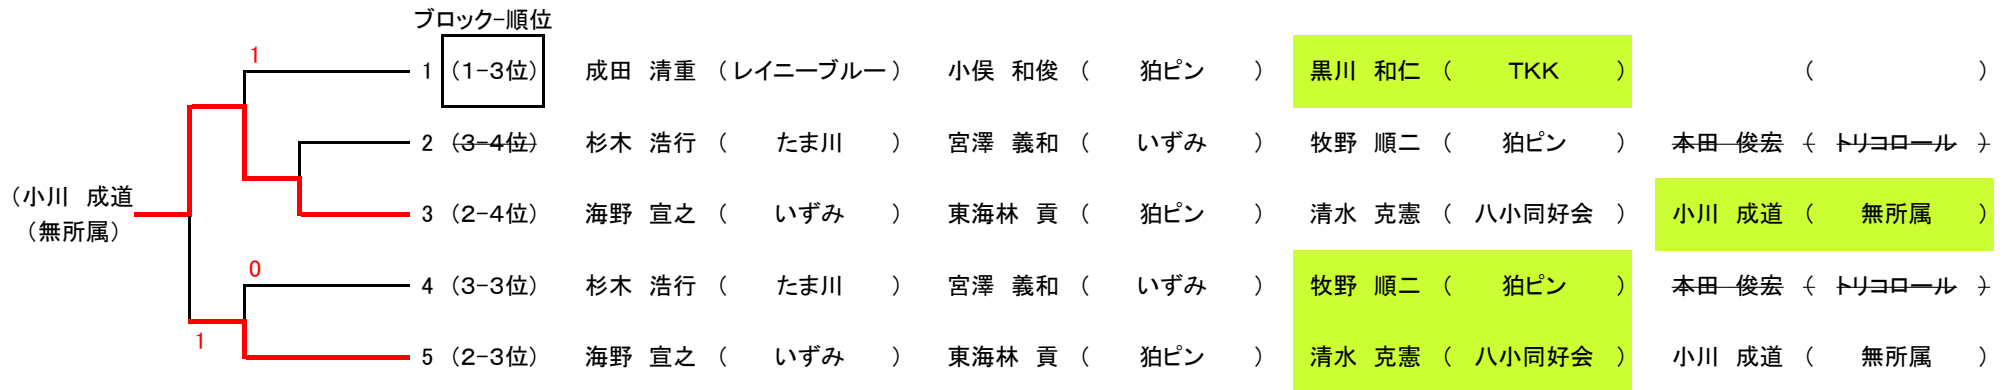 ブロック-順位
1
1 (1-3位) 成田 清重 (レイニーブルー) 小俣 和俊 ( 狛ピン ) 黒川 和仁 ( TKK ) ( )
2 (3-4位) 杉木 浩行 ( たま川 ) 宮澤 義和 ( いずみ ) 牧野 順二 ( 狛ピン ) 本田 俊宏 ( トリコロール )
(小川 成道
3 (2-4位) 海野 宣之 ( いずみ ) 東海林 貢 ( 狛ピン ) 清水 克憲 ( 八小同好会 ) 小川 成道 ( 無所属 )
(無所属)
0
4 (3-3位) 杉木 浩行 ( たま川 ) 宮澤 義和 ( いずみ ) 牧野 順二 ( 狛ピン ) 本田 俊宏 ( トリコロール )
1
5 (2-3位) 海野 宣之 ( いずみ ) 東海林 貢 ( 狛ピン ) 清水 克憲 ( 八小同好会 ) 小川 成道 ( 無所属 )